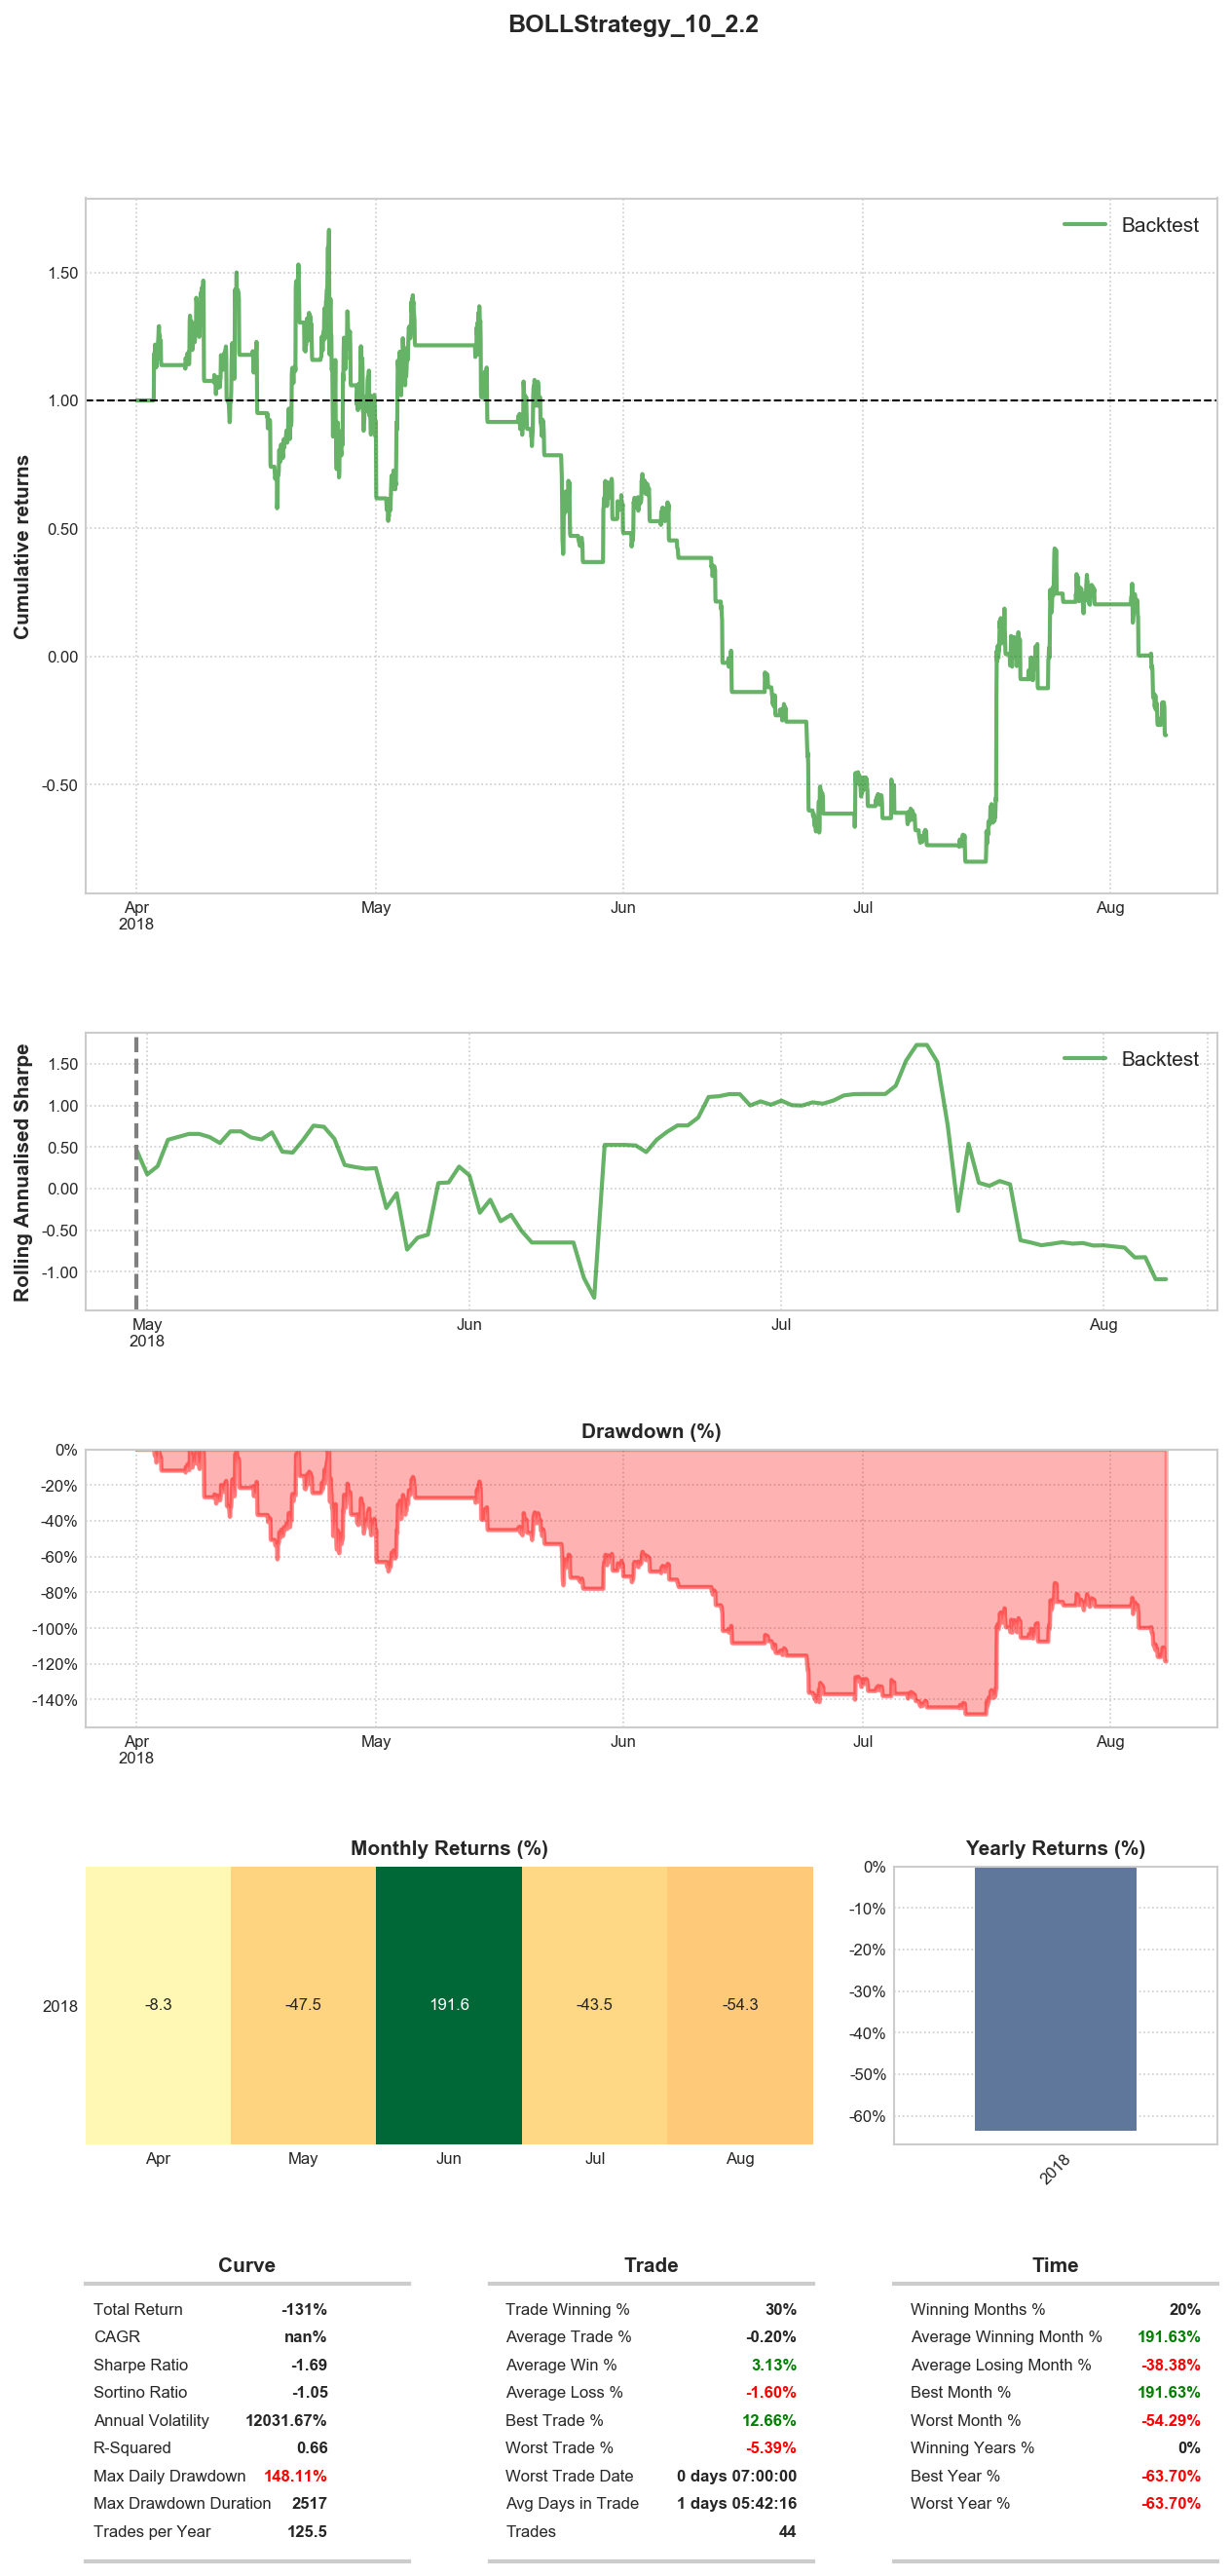 BOLLStrategy_10_2.2
Backtest
Cumulative returns
1.50
1.00
0.50
0.00
-0.50
Apr May Jun Jul Aug
2018
Backtest
Rolling Annualised Sharpe
1.50
1.00
0.50
0.00
-0.50
-1.00
May Jun Jul Aug
2018
Drawdown (%)
0%
-20%
-40%
-60%
-80%
-100%
-120%
-140%
Apr May Jun Jul Aug
2018
Monthly Returns (%)
2018 -8.3 -47.5 191.6 -43.5 -54.3
Apr May Jun Jul Aug
Yearly Returns (%)
0%
-10%
-20%
-30%
-40%
-50%
-60%
2018
Curve
Total Return -131%
CAGR nan%
Sharpe Ratio -1.69
Sortino Ratio -1.05
Annual Volatility 12031.67%
R-Squared 0.66
Max Daily Drawdown 148.11%
Max Drawdown Duration 2517
Trades per Year 125.5
Trade
Trade Winning % 30%
Average Trade % -0.20%
Average Win % 3.13%
Average Loss % -1.60%
Best Trade % 12.66%
Worst Trade % -5.39%
Worst Trade Date 0 days 07:00:00
Avg Days in Trade 1 days 05:42:16
Trades 44
Time
Winning Months % 20%
Average Winning Month % 191.63%
Average Losing Month % -38.38%
Best Month % 191.63%
Worst Month % -54.29%
Winning Years % 0%
Best Year % -63.70%
Worst Year % -63.70%